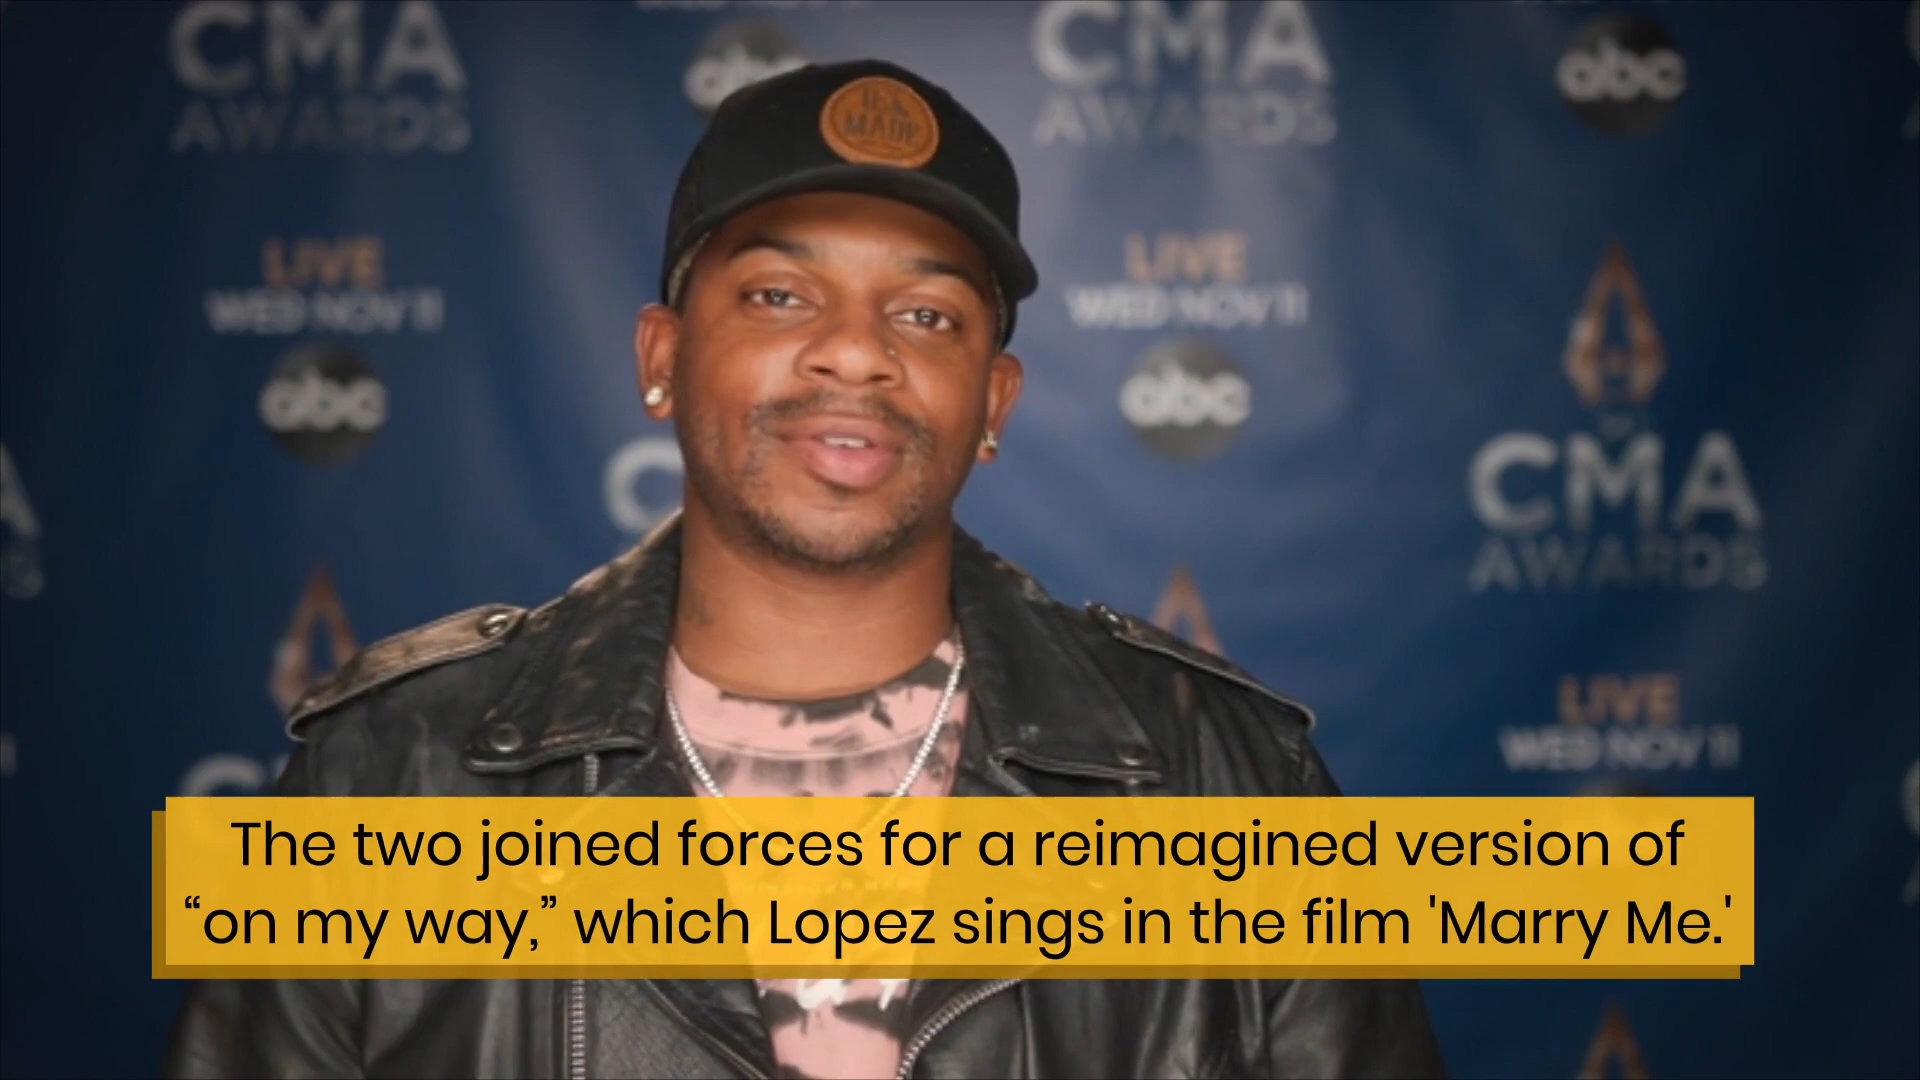 CMA
AWARDS
abc
CMA
AWARDS
abc
MADE
LIVE
WED NOV 11
abc
LIVE
WED NOV 11
abc
CMA
AWARDS
LIVE
WED NOV 11
The two joined forces for a reimagined version of
“on my way,” which Lopez sings in the film 'Marry Me.'